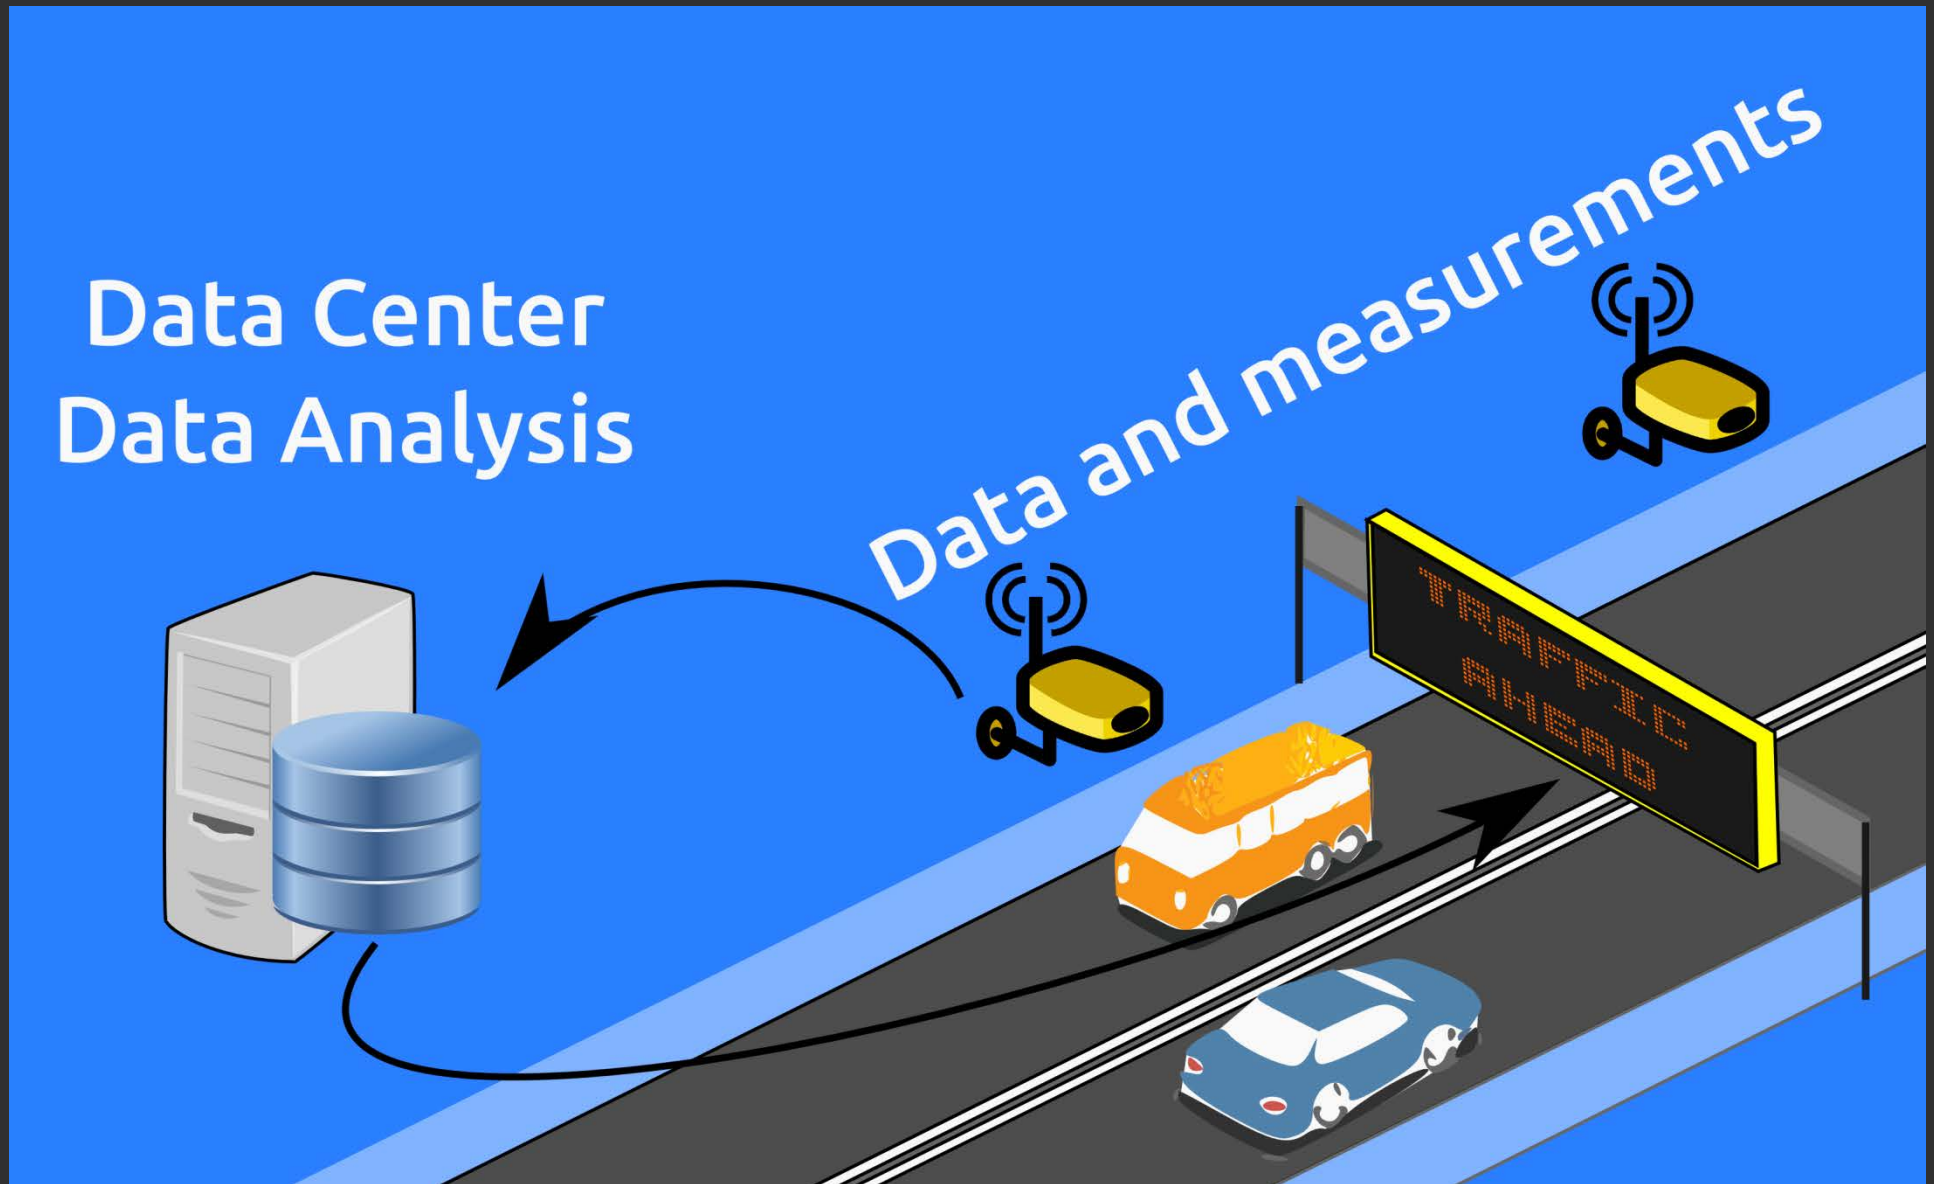 Data Center
Data Analysis
Data and measurements
TRAFFIC
AHEAD